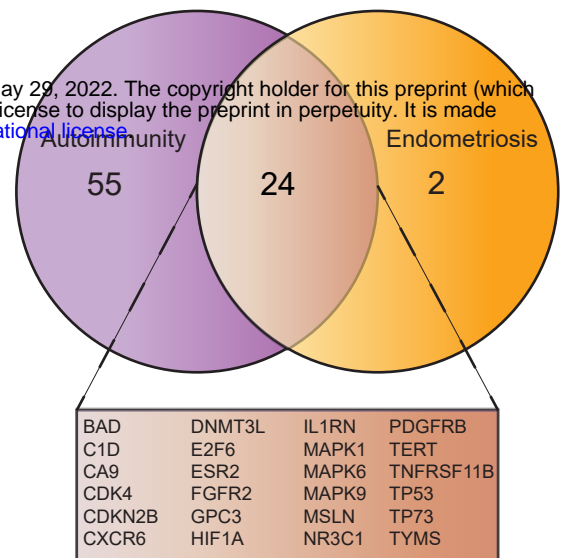 ay 29, 2022. The copyright holder for this preprint (which
license to display the preprint in perpetuity. It is made
ational license.
Autoimmunity
Endometriosis
55
24
2
BAD DNMT3L IL1RN PDGFRB
C1D E2F6 MAPK1 TERT
CA9 ESR2 MAPK6 TNFRSF11B
CDK4 FGFR2 MAPK9 TP53
CDKN2B GPC3 MSLN TP73
CXCR6 HIF1A NR3C1 TYMS